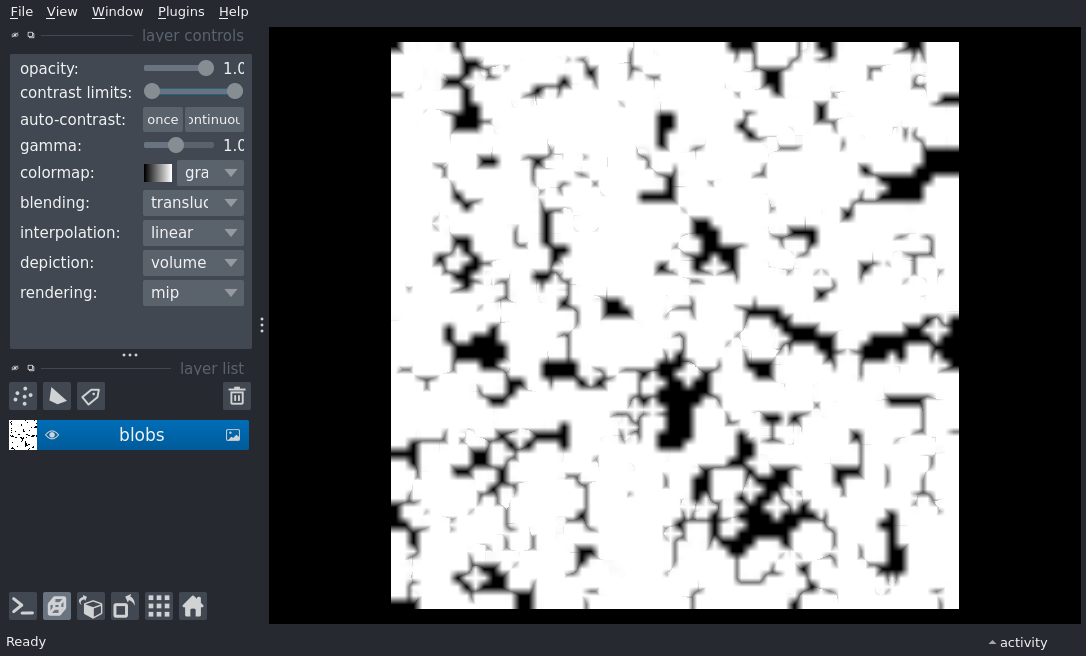 File View Window Plugins Help
layer controls
opacity: 1.0
contrast limits:
auto-contrast: once ontinuou
gamma: 1.0
colormap: gra
blending: transluc
interpolation: linear
depiction: volume
rendering: mip
layer list
blobs
Ready
activity